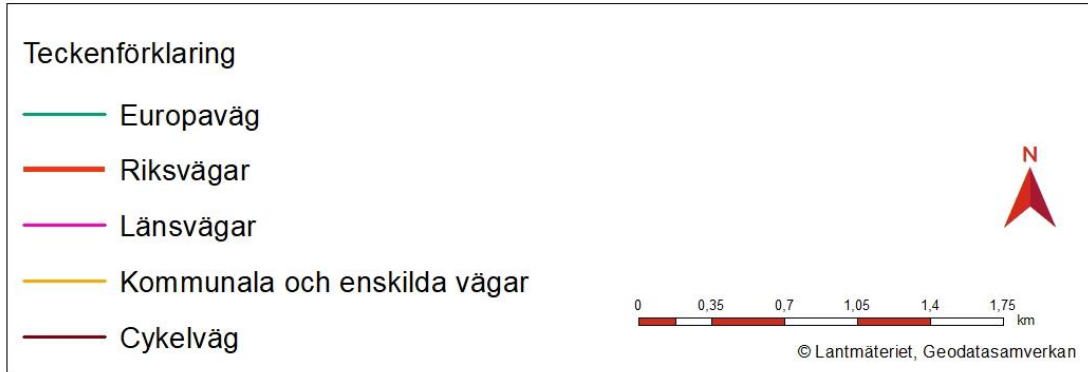 Teckenförklaring
Europaväg
Riksvägar
Länsvägar
Kommunala och enskilda vägar
Cykelväg
N
0 0,35 0,7 1,05 1,4 1,75
km
© Lantmäteriet, Geodatasamverkan